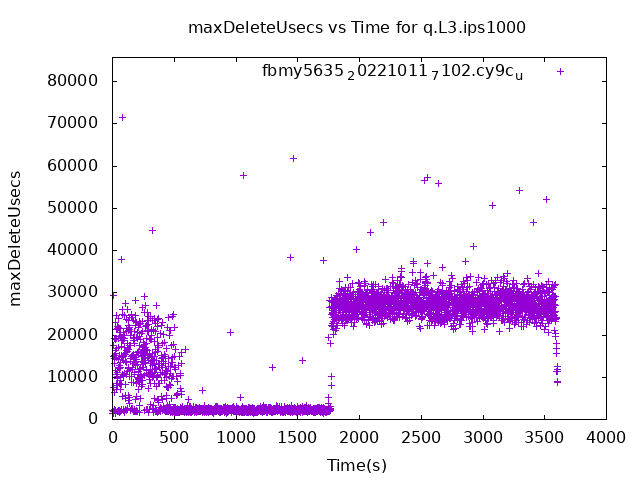 maxDeleteUsecs vs Time for q.L3.ips1000
fbmy5635₂0221011₇102.cy9cᵤ
80000
70000
60000
50000
40000
30000
20000
10000
0
maxDeleteUsecs
0 500 1000 1500 2000 2500 3000 3500 4000
Time(s)